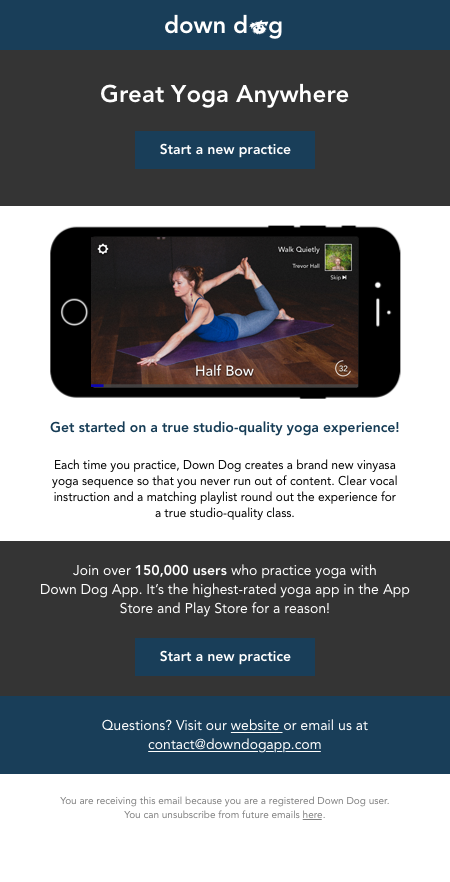 down dog
Great Yoga Anywhere
Start a new practice
Walk Quietly
Trevor Hall
Skip
Half Bow
32
Get started on a true studio-quality yoga experience!
Each time you practice, Down Dog creates a brand new vinyasa
yoga sequence so that you never run out of content. Clear vocal
instruction and a matching playlist round out the experience for
a true studio-quality class.
Join over 150,000 users who practice yoga with
Down Dog App. It’s the highest-rated yoga app in the App
Store and Play Store for a reason!
Start a new practice
Questions? Visit our website or email us at
contact@downdogapp.com
You are receiving this email because you are a registered Down Dog user.
You can unsubscribe from future emails here.